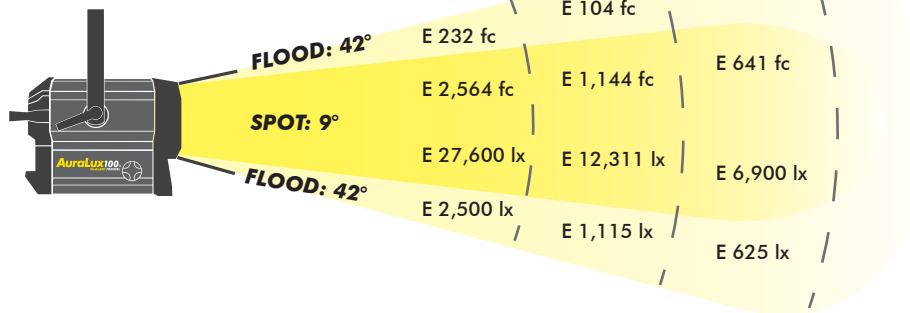 E 104 fc
E 232 fc
FLOOD: 42°
E 641 fc
E 1,144 fc
E 2,564 fc
SPOT: 9°
E 27,600 lx
E 12,311 lx
AuraLux100
E 6,900 lx
FLOOD: 42°
E 2,500 lx
E 1,115 lx
E 625 lx